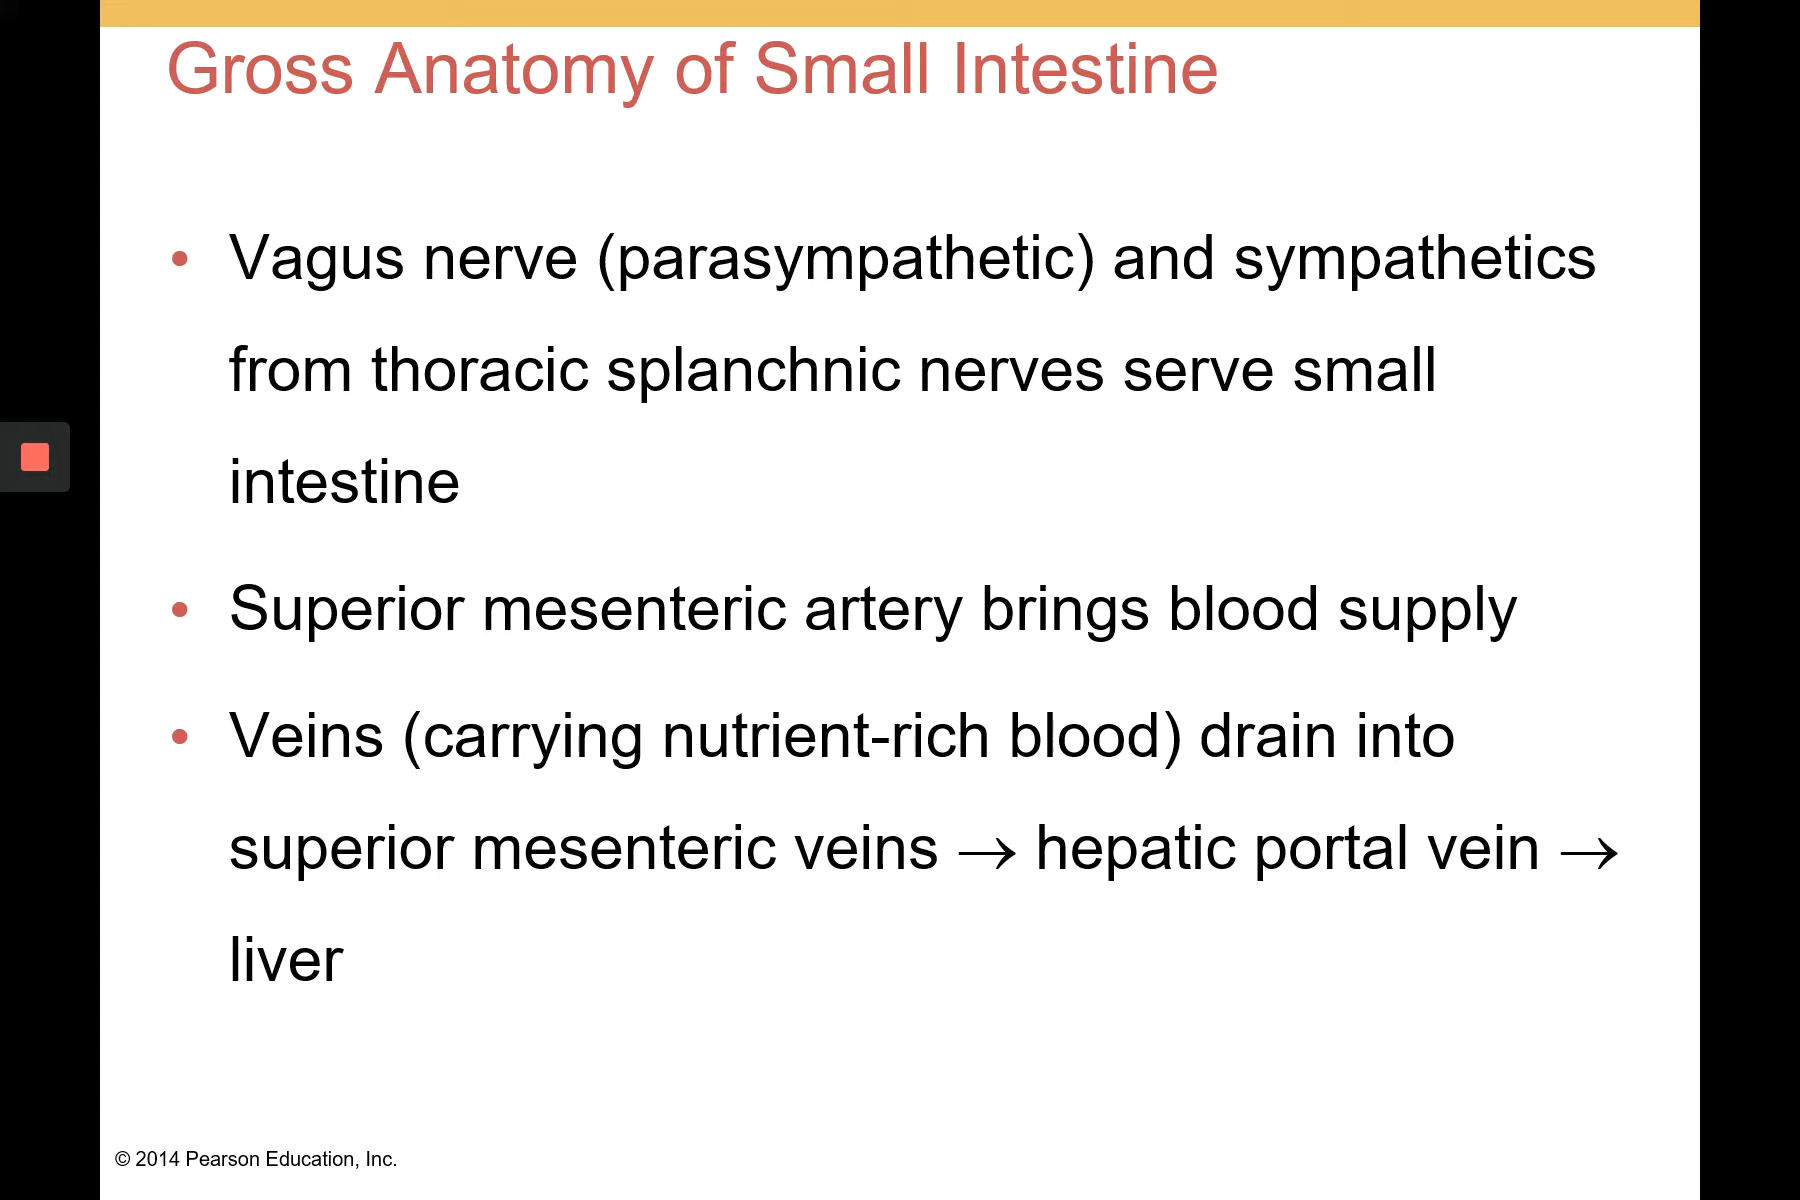 Gross Anatomy of Small Intestine
• Vagus nerve (parasympathetic) and sympathetics
from thoracic splanchnic nerves serve small
intestine
• Superior mesenteric artery brings blood supply
• Veins (carrying nutrient-rich blood) drain into
superior mesenteric veins → hepatic portal vein →
liver
© 2014 Pearson Education, Inc.